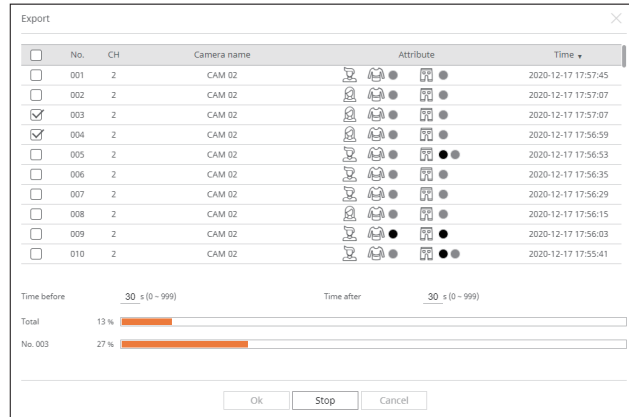 Export
No. CH Camera name Attribute Time
001 2 CAM 02 2020-12-17 17:57:45
002 2 CAM 02 2020-12-17 17:57:07
003 2 CAM 02 2020-12-17 17:57:07
004 2 CAM 02 2020-12-17 17:56:59
005 2 CAM 02 2020-12-17 17:56:53
006 2 CAM 02 2020-12-17 17:56:35
007 2 CAM 02 2020-12-17 17:56:29
008 2 CAM 02 2020-12-17 17:56:15
009 2 CAM 02 2020-12-17 17:56:03
010 2 CAM 02 2020-12-17 17:55:41
Time before 30 s (0 ~ 999) Time after 30 s (0 ~ 999)
Total 13 %
No. 003 27 %
Ok Stop Cancel